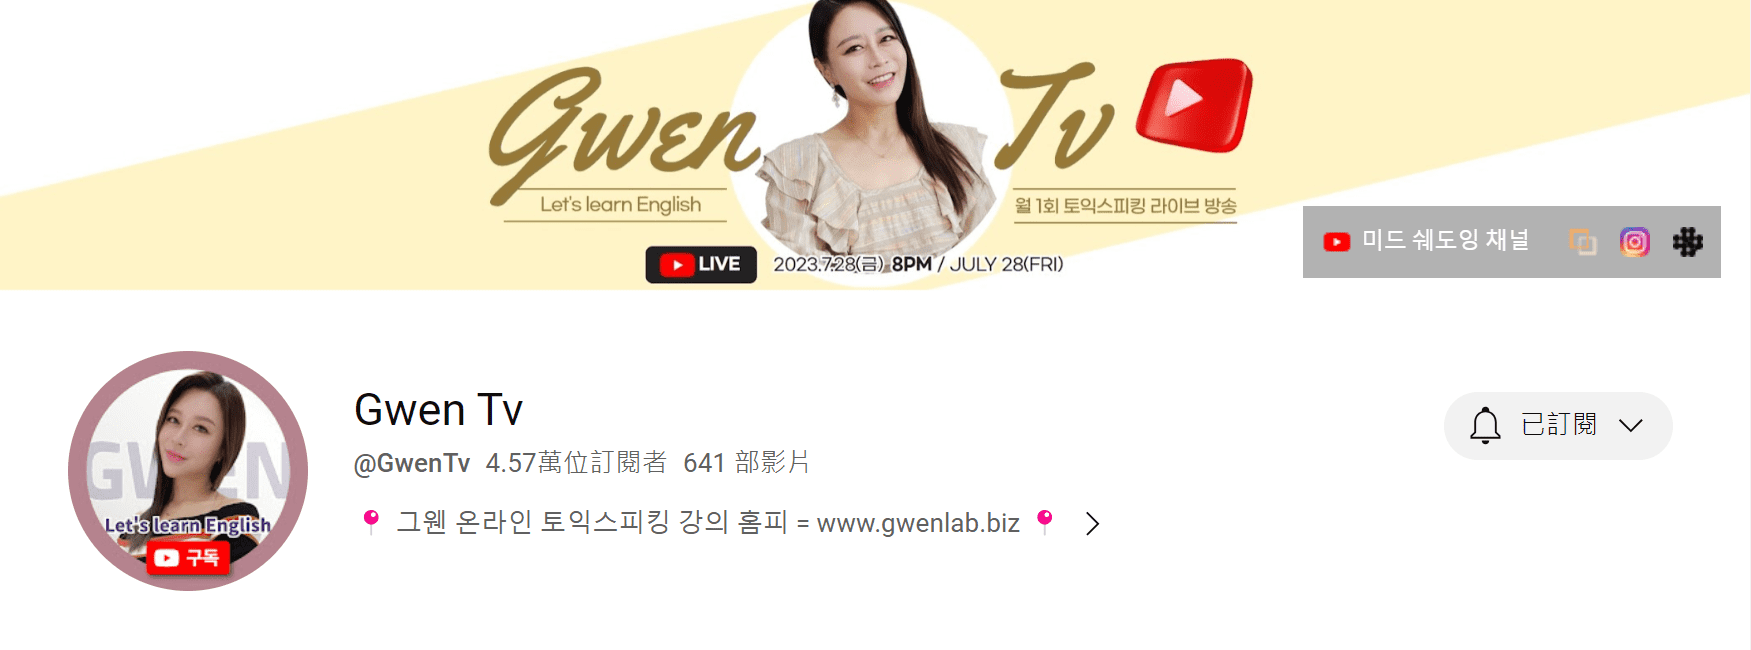 Gwen Tv
Let's learn English
월 1회 토익스피킹 라이브 방송
LIVE 2023.7.28(금) 8PM / JULY 28(FRI)
미드 쉐도잉 채널
GWEN
Let's learn English
구독
Gwen Tv
@GwenTv 4.57萬位訂閱者 641 部影片
그웬 온라인 토익스피킹 강의 홈피 = www.gwenlab.biz
已訂閱